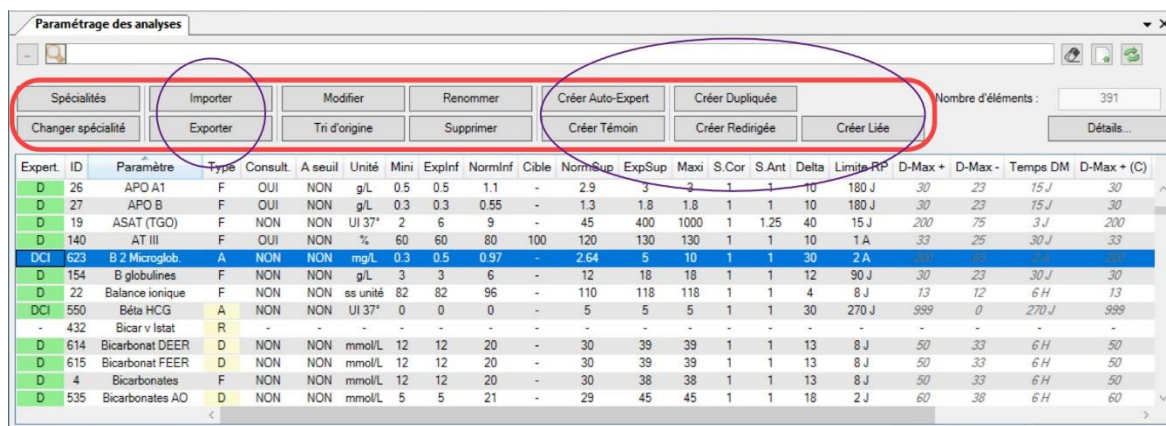 Paramétrage des analyses
Spécialités Importer Modifier Renommer Créer Auto-Expert Créer Dupliquée Nombre d'éléments : 391
Changer spécialité Exporter Tri d'origine Supprimer Créer Témoin Créer Redirigée Créer Liée Détails...
Expert. ID Paramètre Type Consult. A seuil Unité Mini ExpInf NormInf Cible NormSup ExpSup Maxi S.Cor S.Ant Delta Limite RP D-Max + D-Max - Temps DM D-Max + (C)
D 26 APO A1 F OUI NON g/L 0.5 0.5 1.1 - 2.9 3 3 1 1 10 180 J 30 23 15 J 30
D 27 APO B F OUI NON g/L 0.3 0.3 0.55 - 1.3 1.8 1.8 1 1 10 180 J 30 23 15 J 30
D 19 ASAT (TGO) F NON NON UI 37° 2 6 9 - 45 400 1000 1 1.25 40 15 J 200 75 3 J 200
D 140 AT III F OUI NON % 60 60 80 100 120 130 130 1 1 10 1 A 33 25 30 J 33
DCI 623 B 2 Microglob. A NON NON mg/L 0.3 0.5 0.97 - 2.64 5 10 1 1 30 2 A 200 65 2 A 200
D 154 B globulines F NON NON g/L 3 3 6 - 12 18 18 1 1 12 90 J 30 23 30 J 30
D 22 Balance ionique F NON NON ss unité 82 82 96 - 110 118 118 1 1 4 8 J 13 12 6 H 13
DCI 550 Béta HCG A NON NON UI 37° 0 0 0 - 5 5 5 1 1 30 270 J 999 0 270 J 999
- 432 Bicar v Istat R - - - - - - - - - - - - - - - - - -
D 614 Bicarbonat DEER D NON NON mmol/L 12 12 20 - 30 39 39 1 1 13 8 J 50 33 6 H 50
D 615 Bicarbonat FEER D NON NON mmol/L 12 12 20 - 30 39 39 1 1 13 8 J 50 33 6 H 50
D 4 Bicarbonates F NON NON mmol/L 12 12 20 - 30 38 38 1 1 13 8 J 50 33 6 H 50
D 535 Bicarbonates AO D NON NON mmol/L 5 5 21 - 29 45 45 1 1 18 2 J 60 38 6 H 60